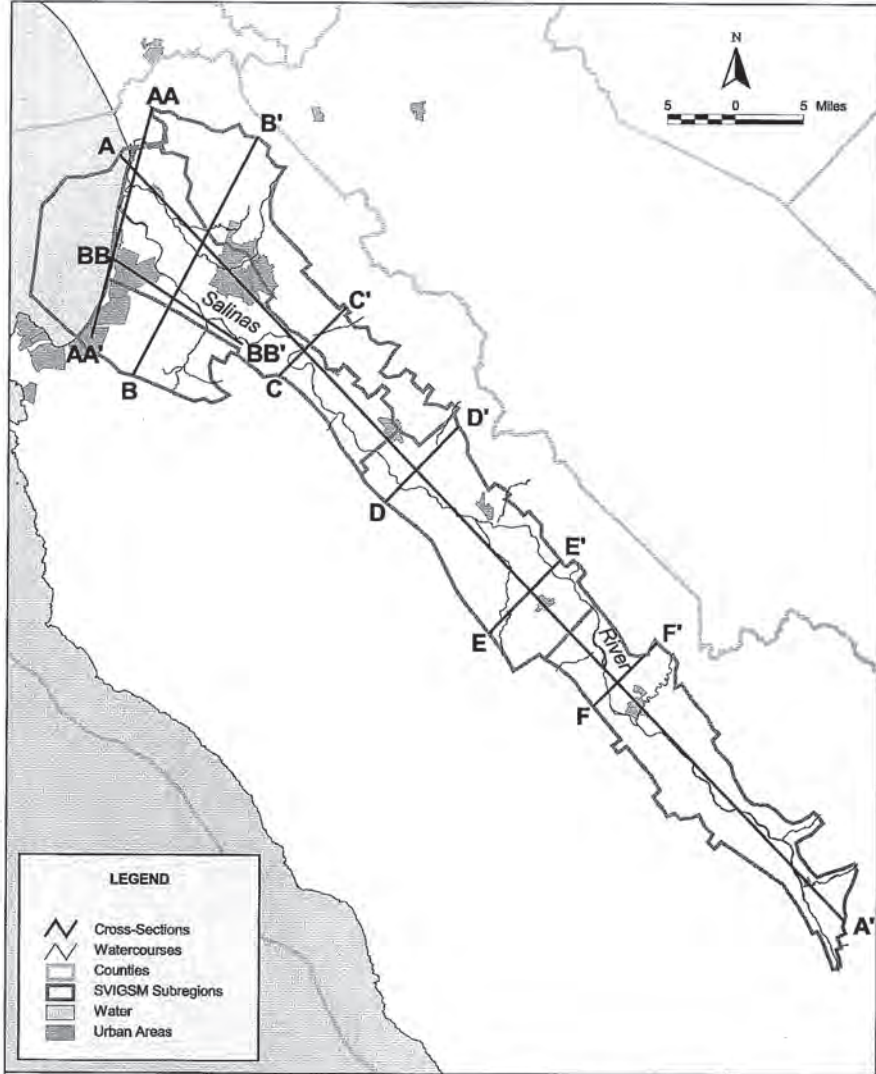 N
5 0 5 Miles
AA
B'
A
BB
C'
Salinas
AA'
BB'
B
C
D'
D
E'
E
River
F'
F
A'
LEGEND
Cross-Sections
Watercourses
Counties
SVIGSM Subregions
Water
Urban Areas